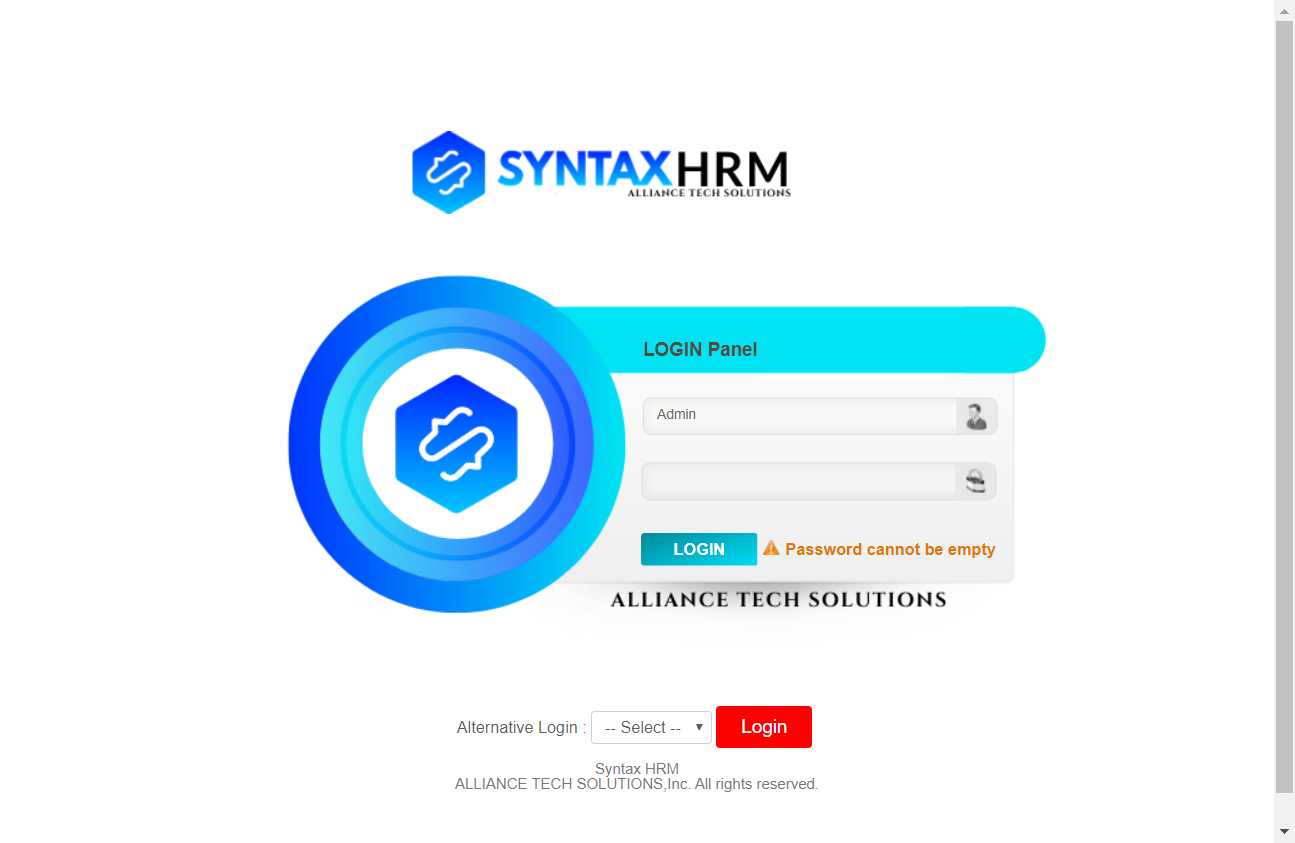 SYNTAXHRM
ALLIANCE TECH SOLUTIONS
LOGIN Panel
Admin
LOGIN Password cannot be empty
ALLIANCE TECH SOLUTIONS
Alternative Login : -- Select -- Login
Syntax HRM
ALLIANCE TECH SOLUTIONS,Inc. All rights reserved.